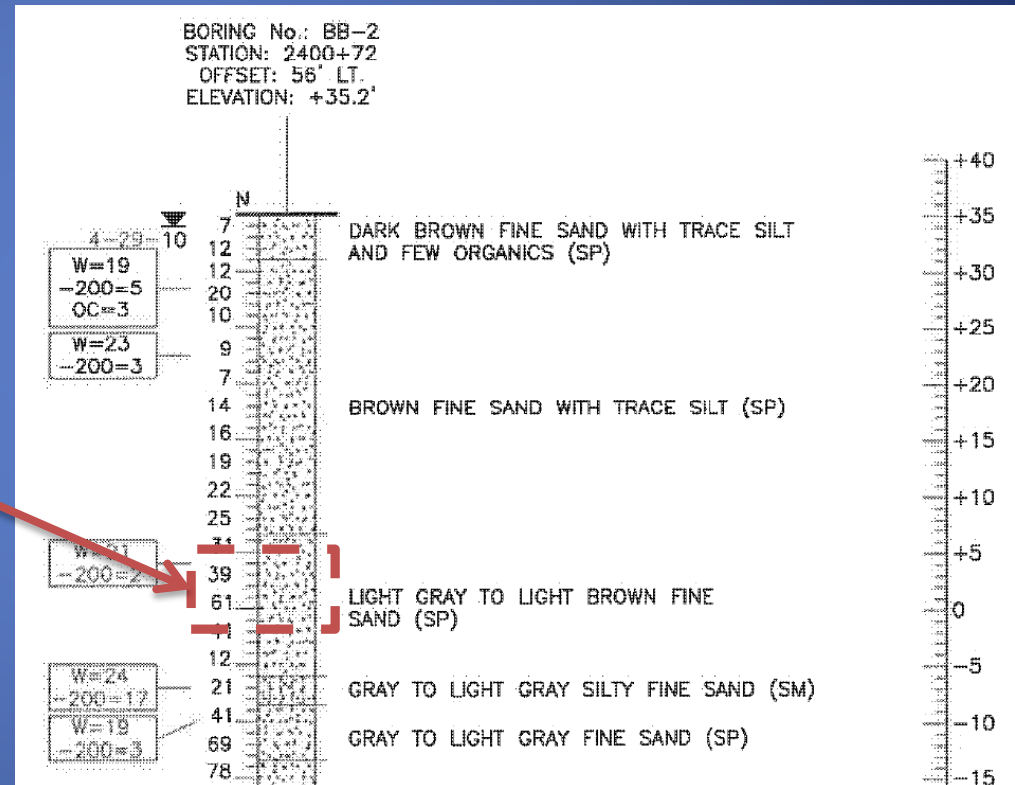 BORING No.: BB-2
STATION: 2400+72
OFFSET: 56' LT.
ELEVATION: +35.2'
N
4-29-10
W=19
-200=5
OC=3
W=23
-200=3
-200=2
W=24
-200=17
W=19
-200=3
7
12
12
20
10
9
7
14
16
19
22
25
39
61
12
21
41
69
78
DARK BROWN FINE SAND WITH TRACE SILT
AND FEW ORGANICS (SP)
BROWN FINE SAND WITH TRACE SILT (SP)
LIGHT GRAY TO LIGHT BROWN FINE
SAND (SP)
GRAY TO LIGHT GRAY SILTY FINE SAND (SM)
GRAY TO LIGHT GRAY FINE SAND (SP)
+40
+35
+30
+25
+20
+15
+10
+5
0
-5
-10
-15